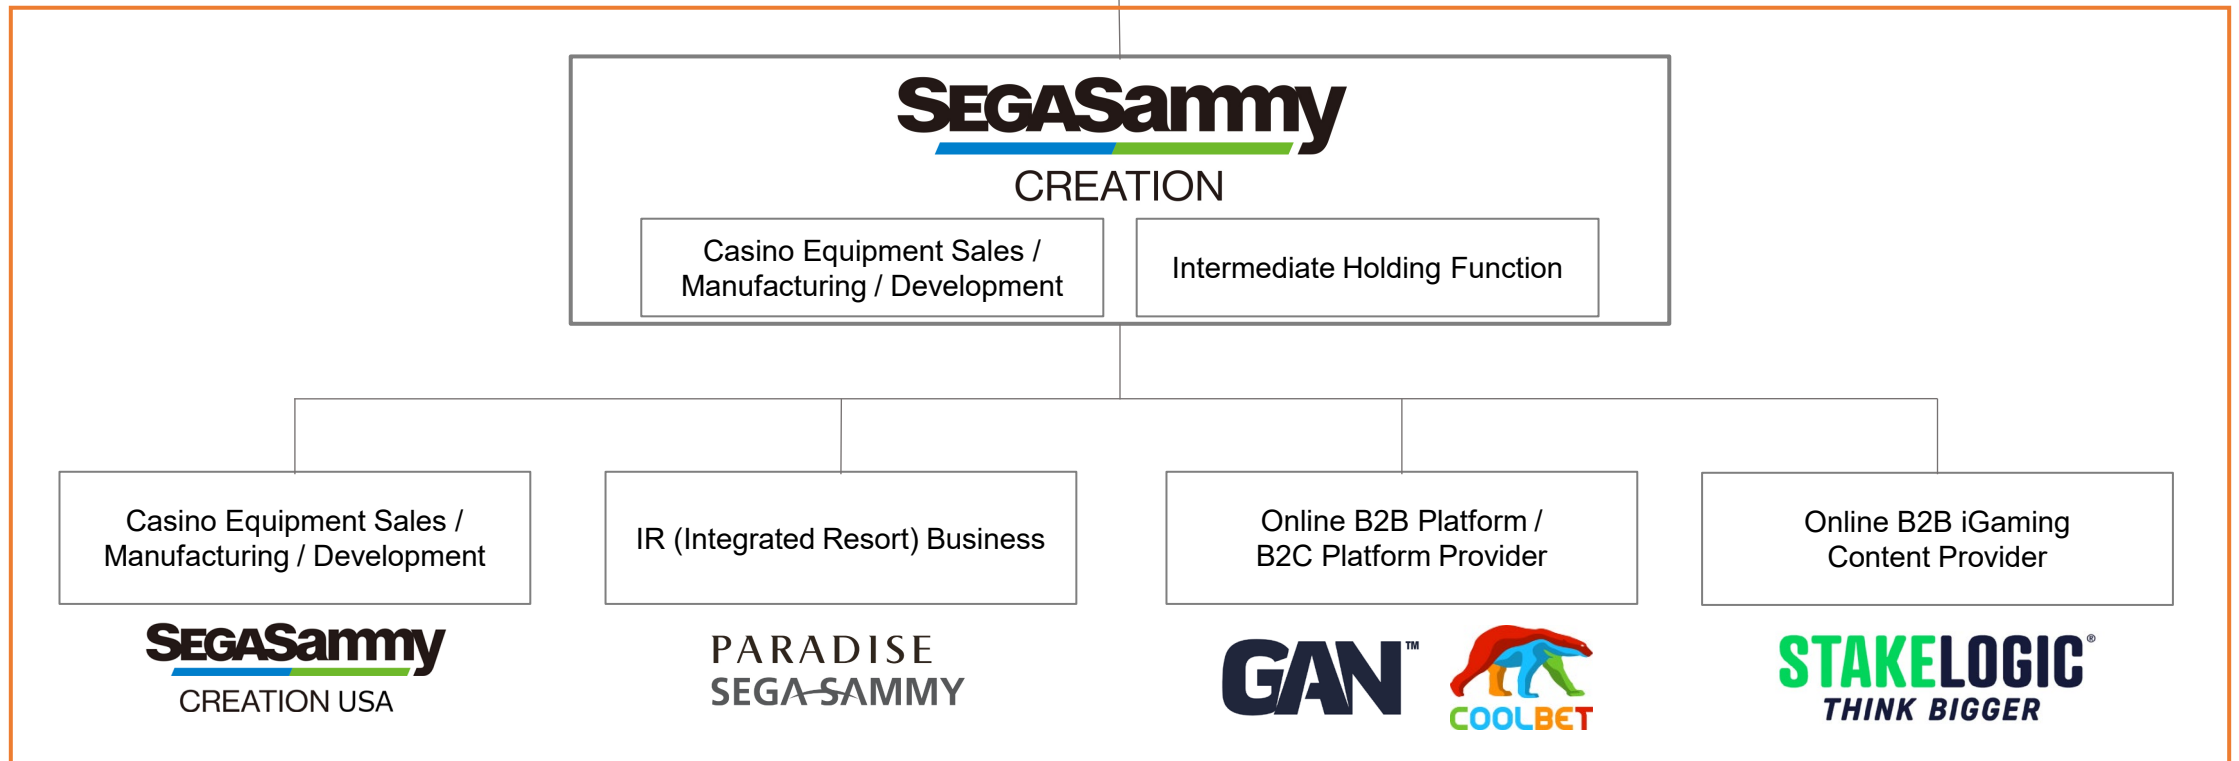 SEGASammy
CREATION
Casino Equipment Sales /
Manufacturing / Development
Intermediate Holding Function
Casino Equipment Sales /
Manufacturing / Development
IR (Integrated Resort) Business
Online B2B Platform /
B2C Platform Provider
Online B2B iGaming
Content Provider
SEGASammy
CREATION USA
PARADISE
SEGA SAMMY
GAN™
COOLBET
STAKELOGIC®
THINK BIGGER